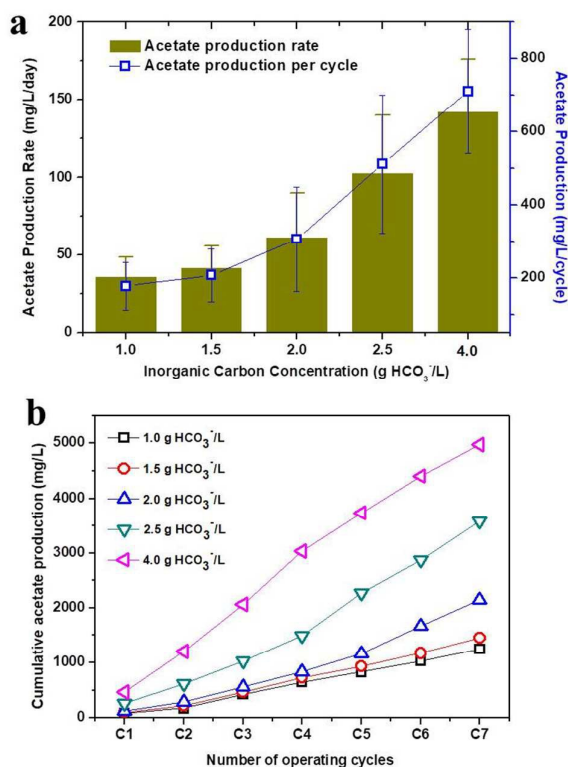 a
Acetate production rate
Acetate production per cycle
200
150
100
50
0
Acetate Production Rate (mg/L/day)
800
600
400
200
Acetate Production (mg/L/cycle)
1.0 1.5 2.0 2.5 4.0
Inorganic Carbon Concentration (g HCO₃⁻/L)
b
1.0 g HCO₃⁻/L
1.5 g HCO₃⁻/L
2.0 g HCO₃⁻/L
2.5 g HCO₃⁻/L
4.0 g HCO₃⁻/L
5000
4000
3000
2000
1000
0
Cumulative acetate production (mg/L)
C1 C2 C3 C4 C5 C6 C7
Number of operating cycles